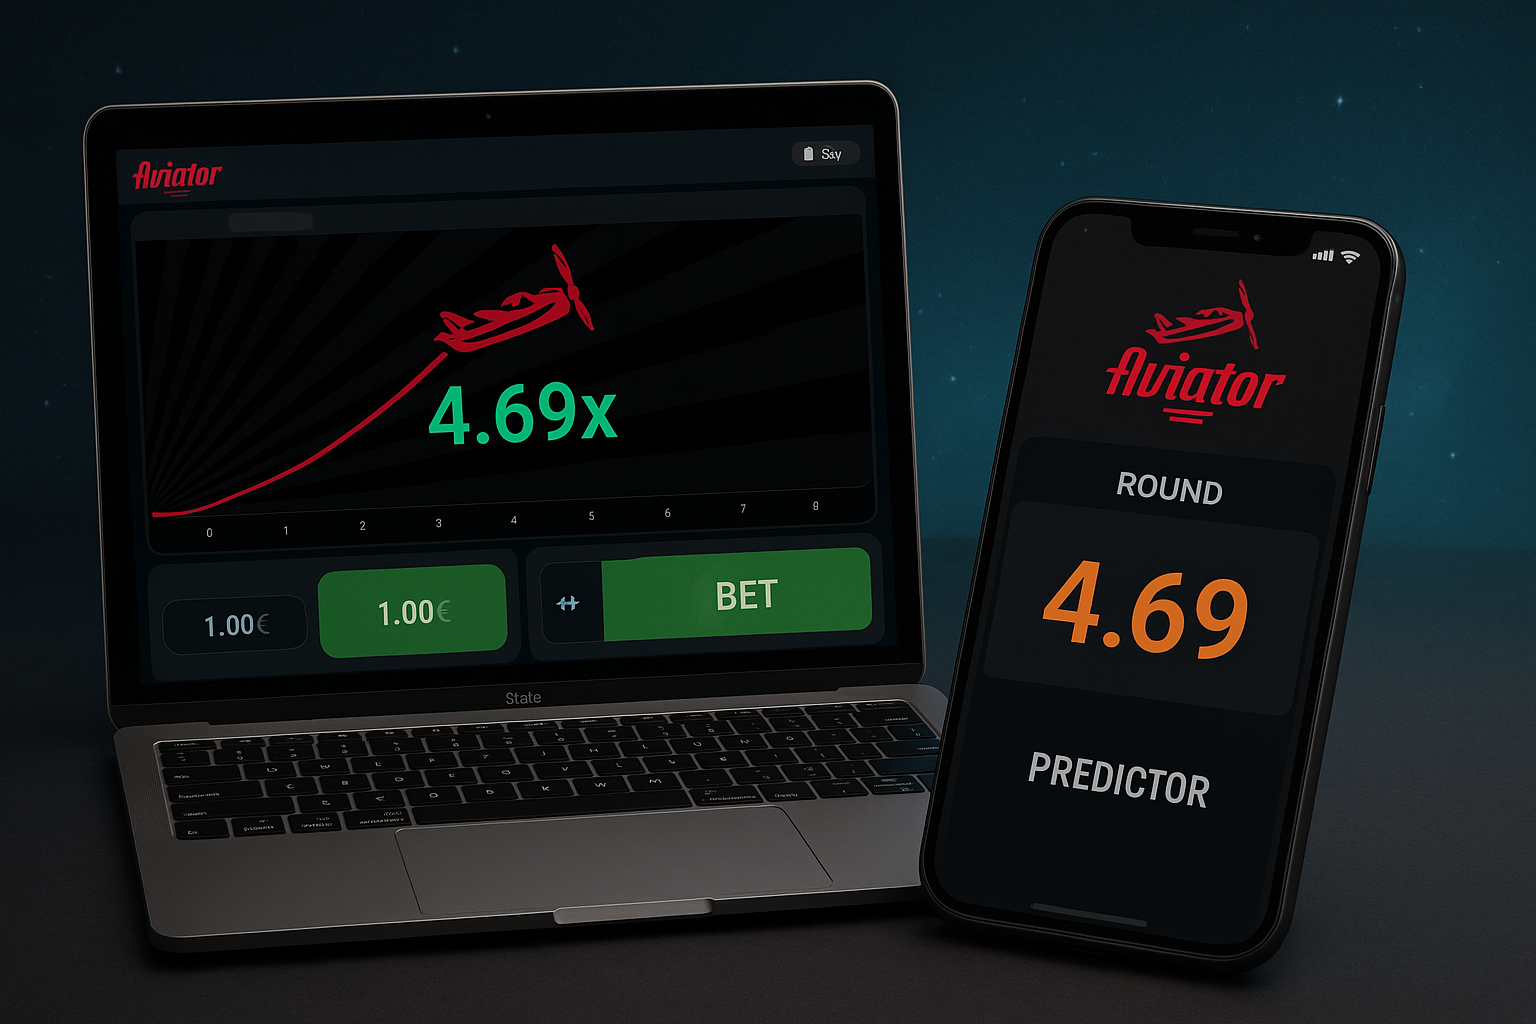 Aviator
Say
4.69x
0 1 2 3 4 5 6 7 9
1.00€
1.00€
BET
State
Aviator
ROUND
4.69
PREDICTOR